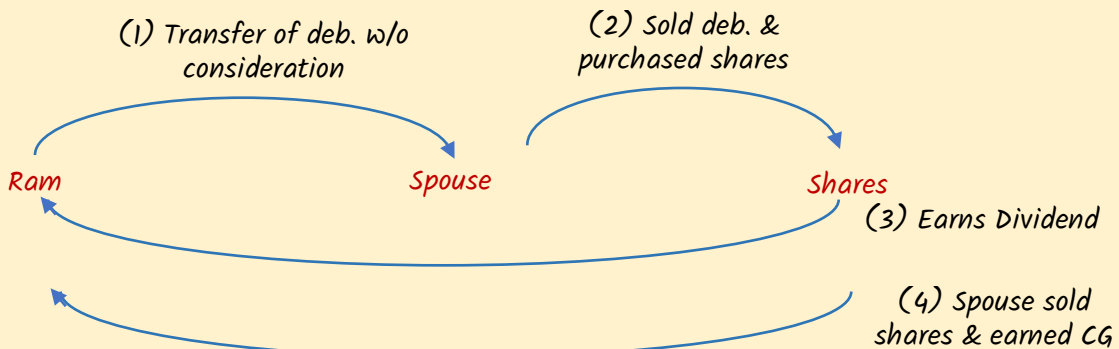 (1) Transfer of deb. w/o
consideration
(2) Sold deb. &
purchased shares
Ram
Spouse
Shares
(3) Earns Dividend
(4) Spouse sold
shares & earned CG